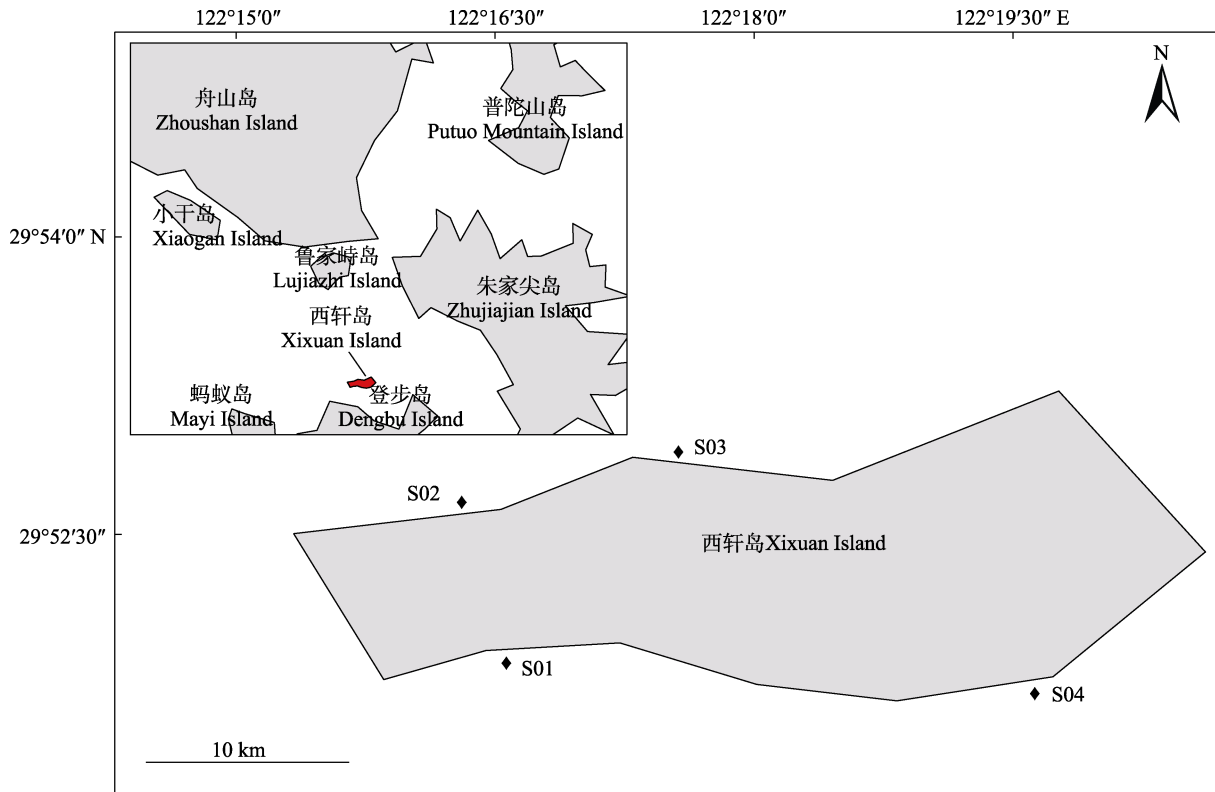 122°15′0″
122°16′30″
122°18′0″
122°19′30″ E
N
舟山岛
Zhoushan Island
普陀山岛
Putuo Mountain Island
小干岛
Xiaogan Island
29°54′0″ N
鲁家峙岛
Lujiazhi Island
朱家尖岛
Zhujiajian Island
西轩岛
Xixuan Island
蚂蚁岛
Mayi Island
登步岛
Dengbu Island
S03
S02
29°52′30″
西轩岛Xixuan Island
S01
S04
10 km